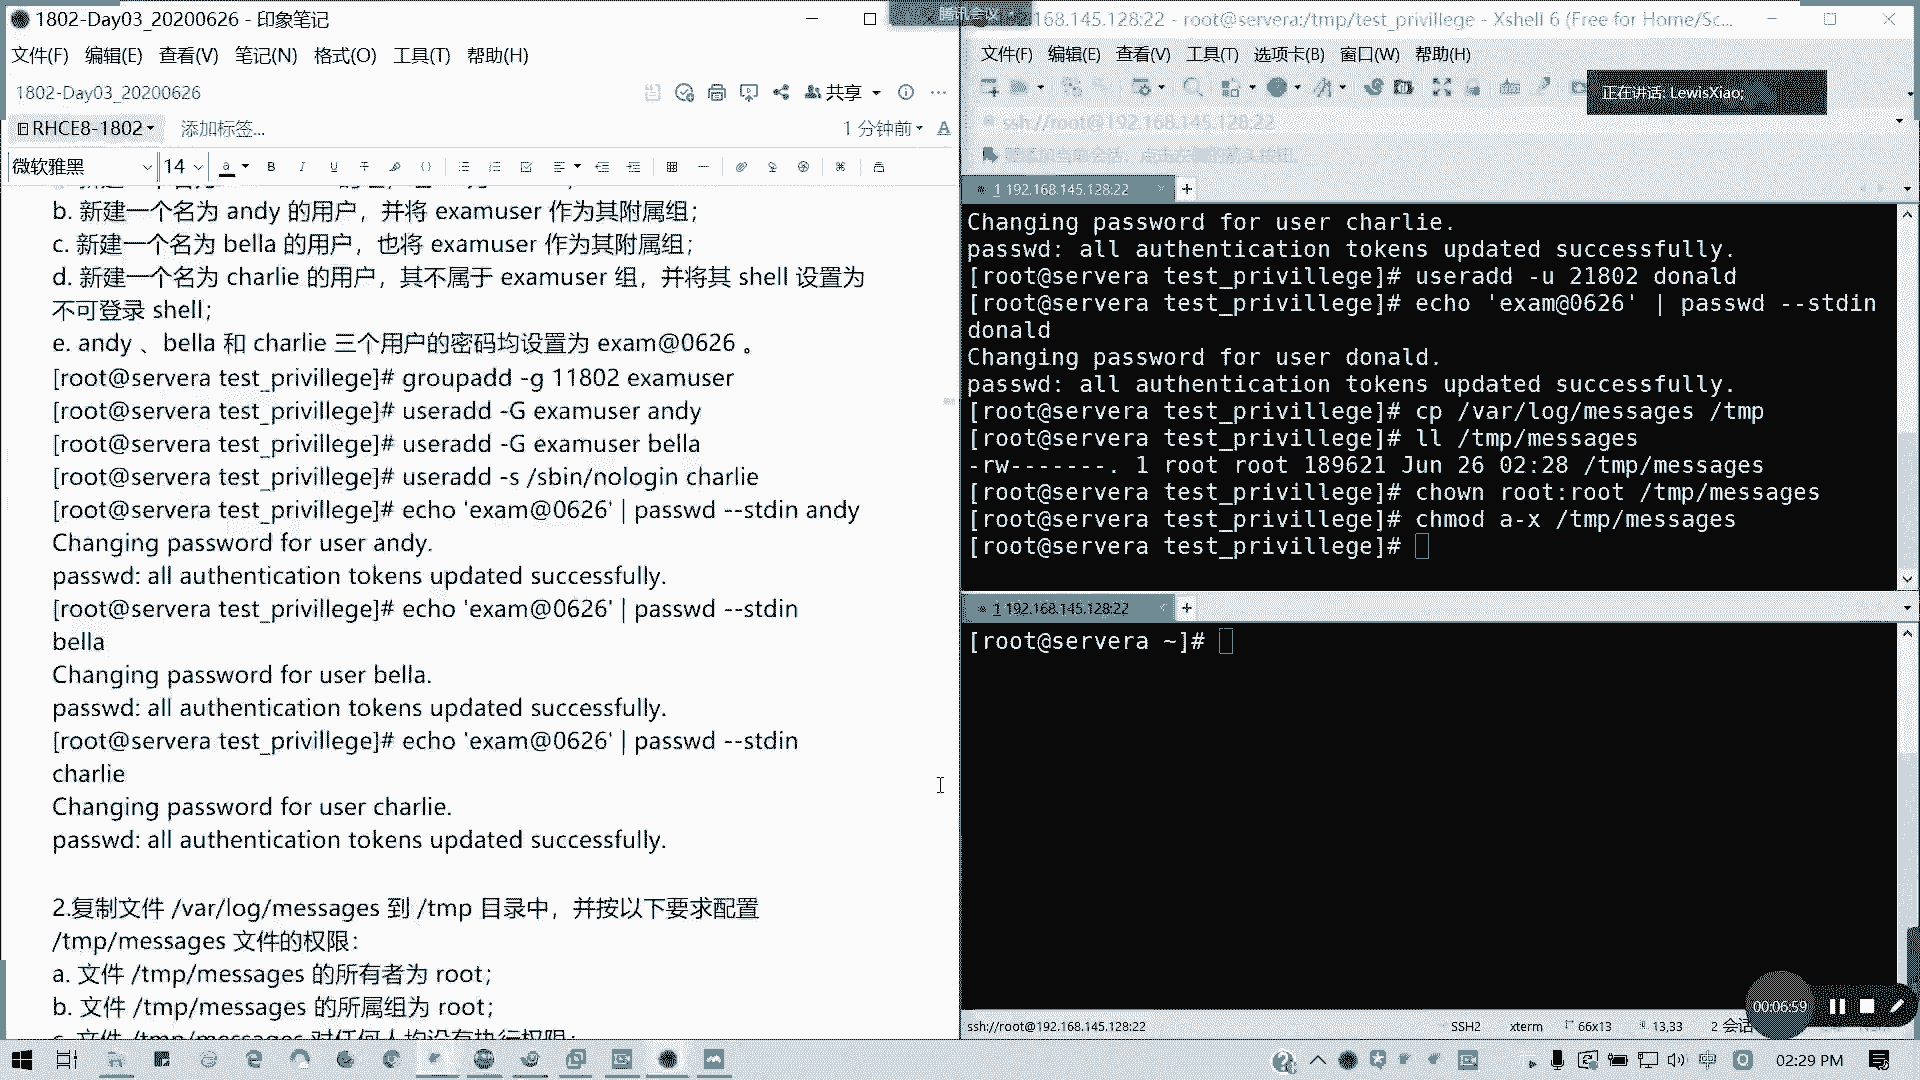 1802-Day03_20200626 - 印象笔记
文件(F) 编辑(E) 查看(V) 笔记(N) 格式(O) 工具(T) 帮助(H)
1802-Day03_20200626
共享
RHCE8-1802
添加标签...
1 分钟前
微软雅黑
14
b. 新建一个名为 andy 的用户，并将 examuser 作为其附属组；
c. 新建一个名为 bella 的用户，也将 examuser 作为其附属组；
d. 新建一个名为 charlie 的用户，其不属于 examuser 组，并将其 shell 设置为
不可登录 shell；
e. andy 、bella 和 charlie 三个用户的密码均设置为 exam@0626 。
[root@servera test_privillege]# groupadd -g 11802 examuser
[root@servera test_privillege]# useradd -G examuser andy
[root@servera test_privillege]# useradd -G examuser bella
[root@servera test_privillege]# useradd -s /sbin/nologin charlie
[root@servera test_privillege]# echo 'exam@0626' | passwd --stdin andy
Changing password for user andy.
passwd: all authentication tokens updated successfully.
[root@servera test_privillege]# echo 'exam@0626' | passwd --stdin
bella
Changing password for user bella.
passwd: all authentication tokens updated successfully.
[root@servera test_privillege]# echo 'exam@0626' | passwd --stdin
charlie
Changing password for user charlie.
passwd: all authentication tokens updated successfully.
2.复制文件 /var/log/messages 到 /tmp 目录中，并按以下要求配置
/tmp/messages 文件的权限：
a. 文件 /tmp/messages 的所有者为 root；
b. 文件 /tmp/messages 的所属组为 root；
c. 文件 /tmp/messages 对任何人均没有执行权限；
腾讯会议
168.145.128:22 - root@servera:/tmp/test_privillege - Xshell 6 (Free for Home/Sc...
文件(F) 编辑(E) 查看(V) 工具(T) 选项卡(B) 窗口(W) 帮助(H)
正在讲话: LewisXiao;
ssh://root@192.168.145.128:22
1 192.168.145.128:22
Changing password for user charlie.
passwd: all authentication tokens updated successfully.
[root@servera test_privillege]# useradd -u 21802 donald
[root@servera test_privillege]# echo 'exam@0626' | passwd --stdin
donald
Changing password for user donald.
passwd: all authentication tokens updated successfully.
[root@servera test_privillege]# cp /var/log/messages /tmp
[root@servera test_privillege]# ll /tmp/messages
-rw-------. 1 root root 189621 Jun 26 02:28 /tmp/messages
[root@servera test_privillege]# chown root:root /tmp/messages
[root@servera test_privillege]# chmod a-x /tmp/messages
[root@servera test_privillege]#
1 192.168.145.128:22
[root@servera ~]#
00:06:59
ssh://root@192.168.145.128:22
SSH2
xterm
66x13
13,33
2 会话
中
02:29 PM